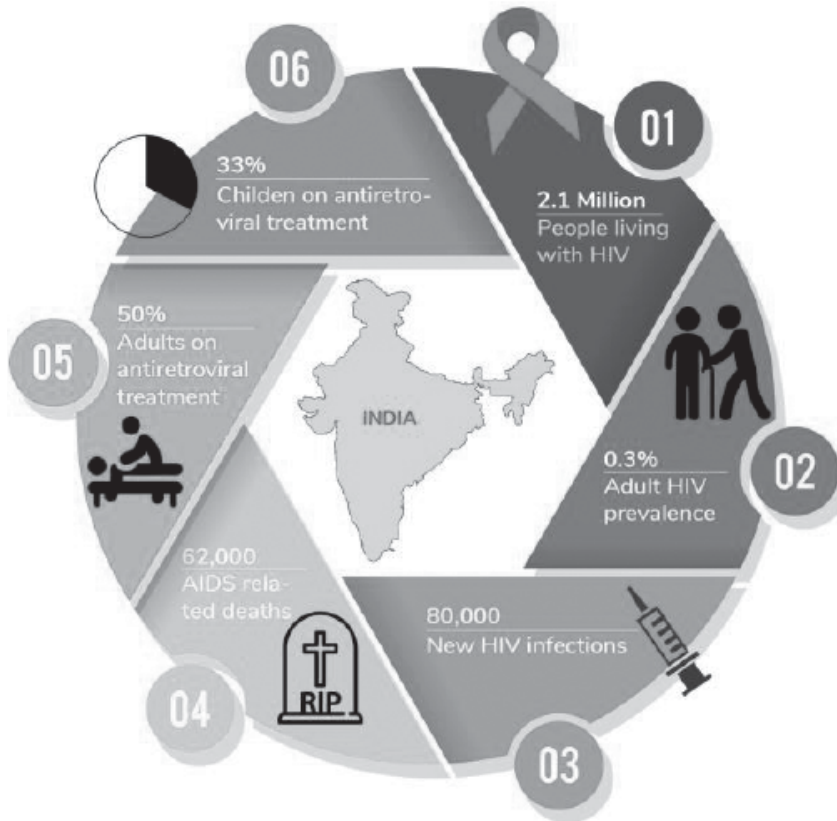 01
2.1 Million
People living
with HIV
02
0.3%
Adult HIV
prevalence
03
80,000
New HIV infections
04
62,000
AIDS rela-
ted deaths
RIP
05
50%
Adults on
antiretroviral
treatment
06
33%
Childen on antiretro-
viral treatment
INDIA